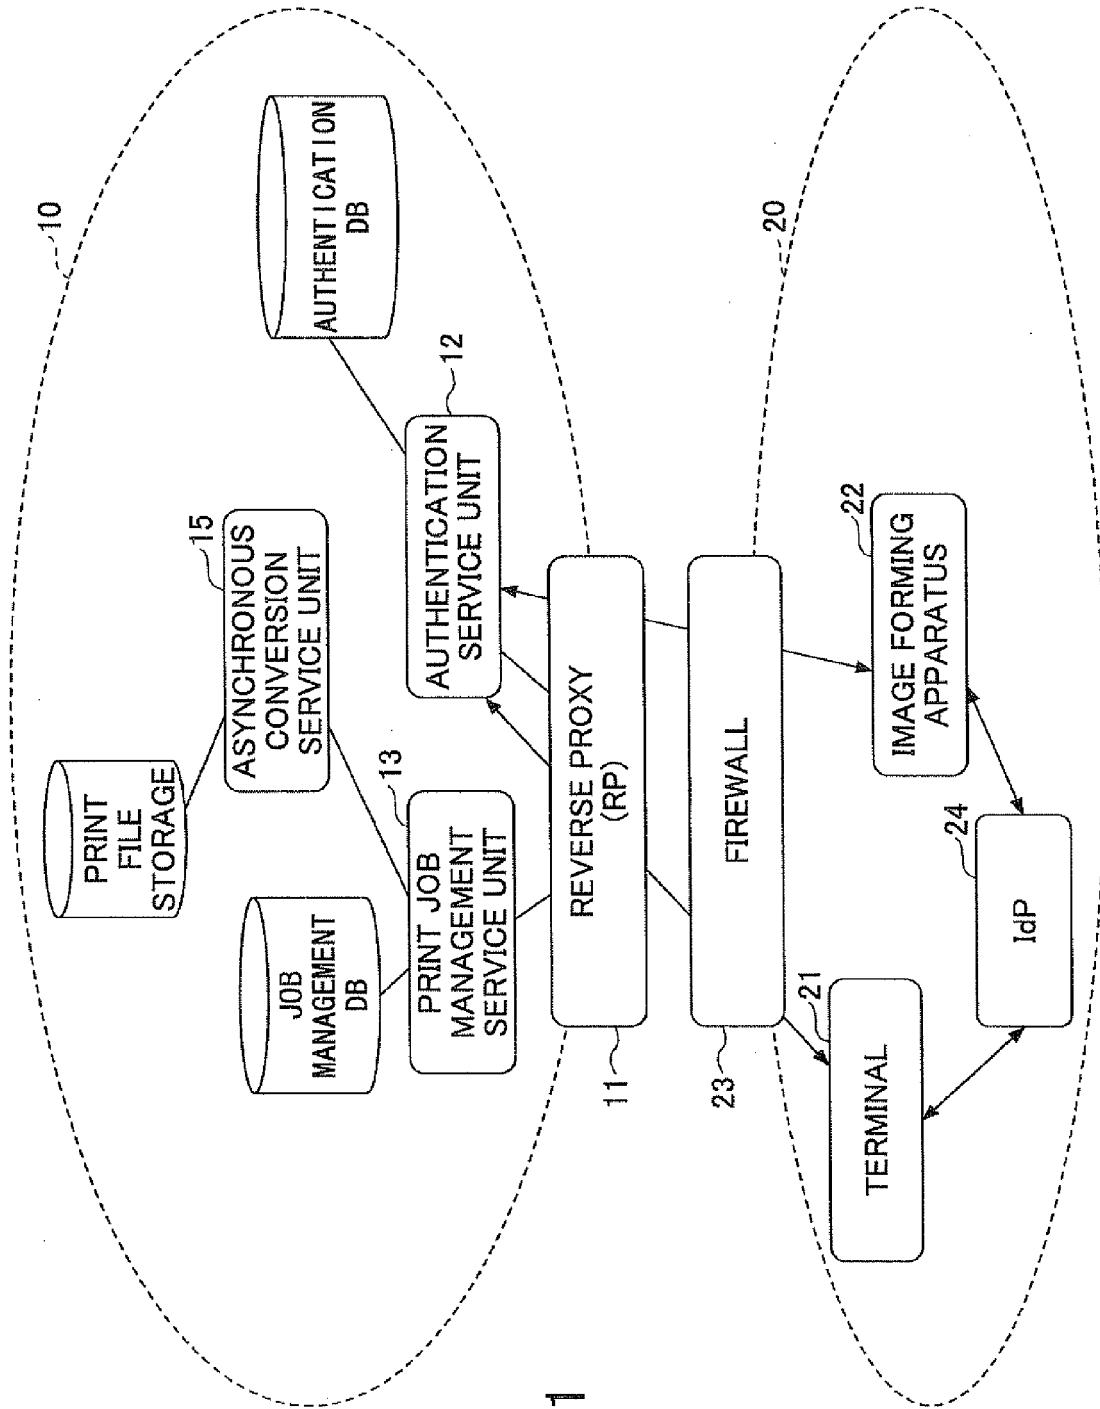 10
PRINT
FILE
STORAGE
15
ASYNCHRONOUS
CONVERSION
SERVICE UNIT
JOB
MANAGEMENT
DB
AUTHENTICATION
DB
13
PRINT JOB
MANAGEMENT
SERVICE UNIT
12
AUTHENTICATION
SERVICE UNIT
11
REVERSE PROXY
(RP)
23
FIREWALL
20
21
TERMINAL
22
IMAGE FORMING
APPARATUS
24
IdP